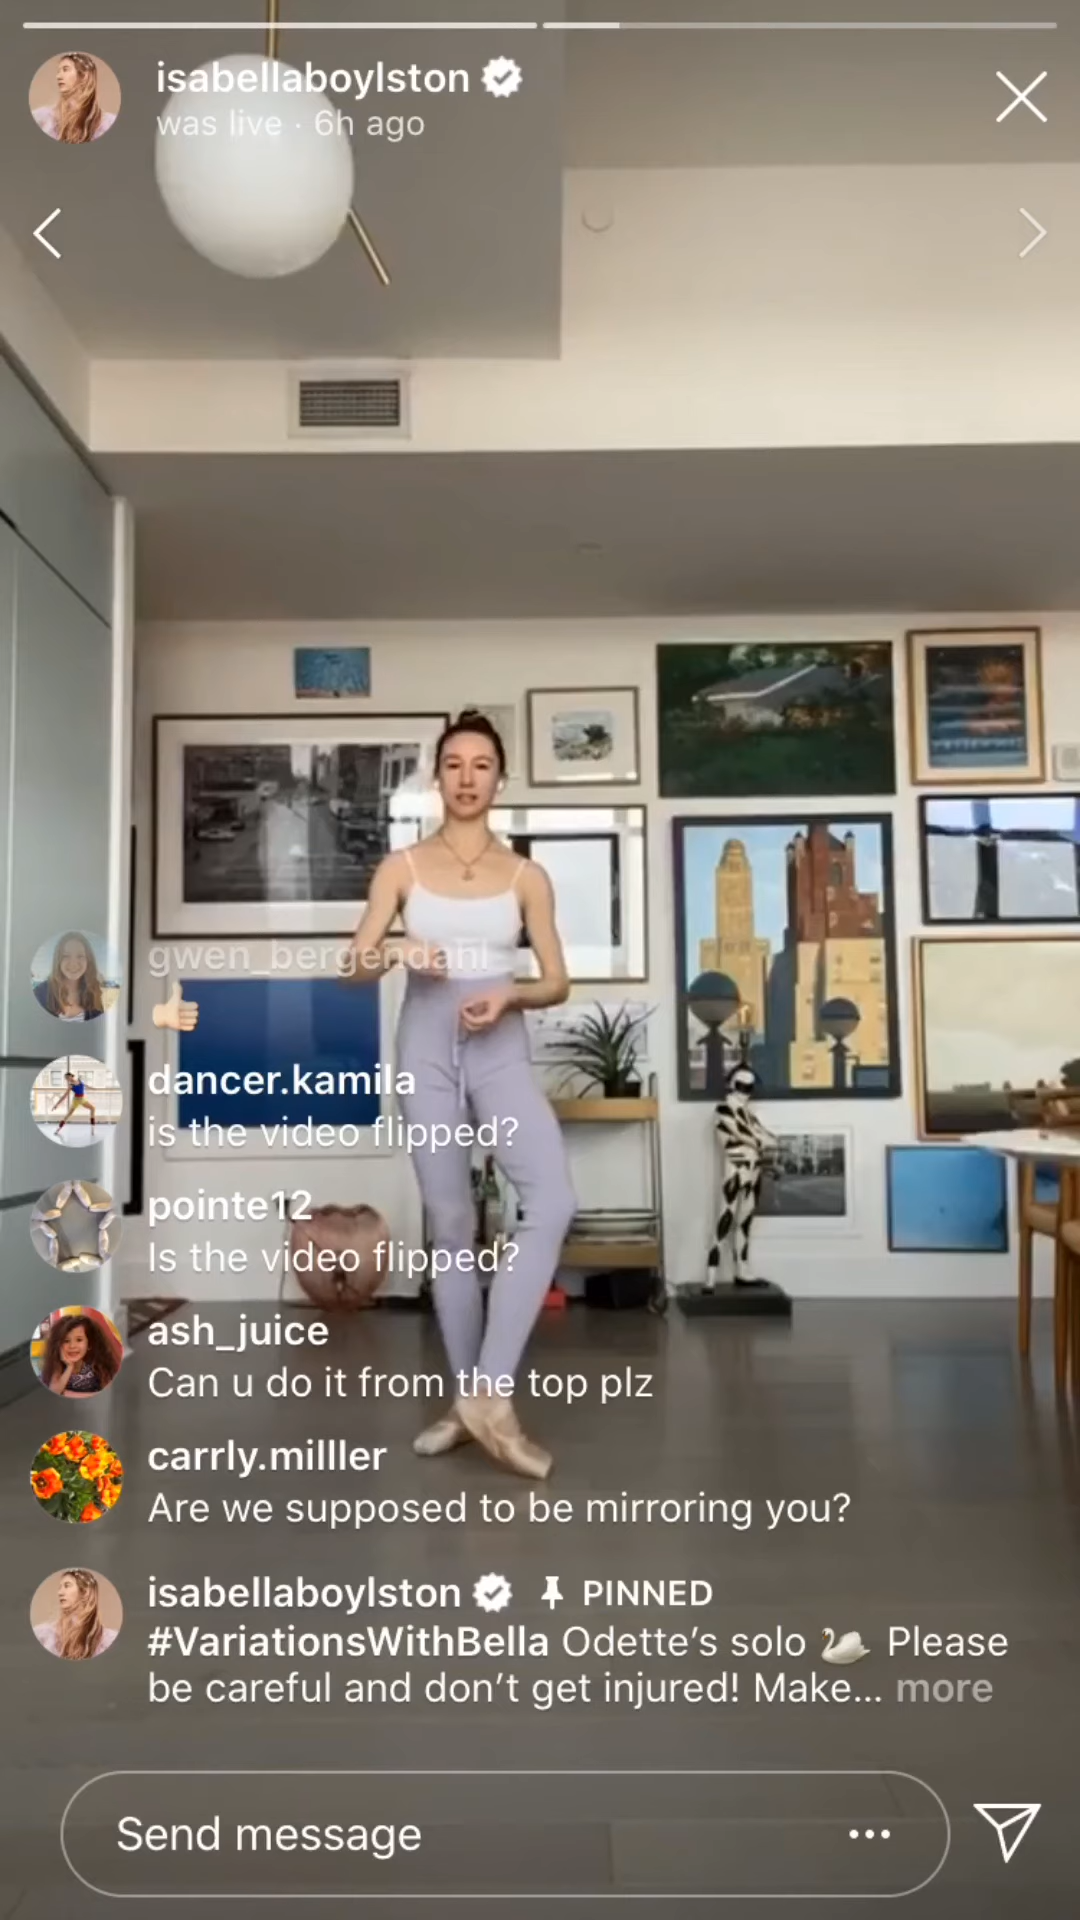 isabellaboylston
was live · 6h ago
gwen_bergendahl
👍🏻
dancer.kamila
is the video flipped?
pointe12
Is the video flipped?
ash_juice
Can u do it from the top plz
carrly.milller
Are we supposed to be mirroring you?
isabellaboylston PINNED
#VariationsWithBella Odette’s solo 🦢 Please
be careful and don’t get injured! Make... more
Send message